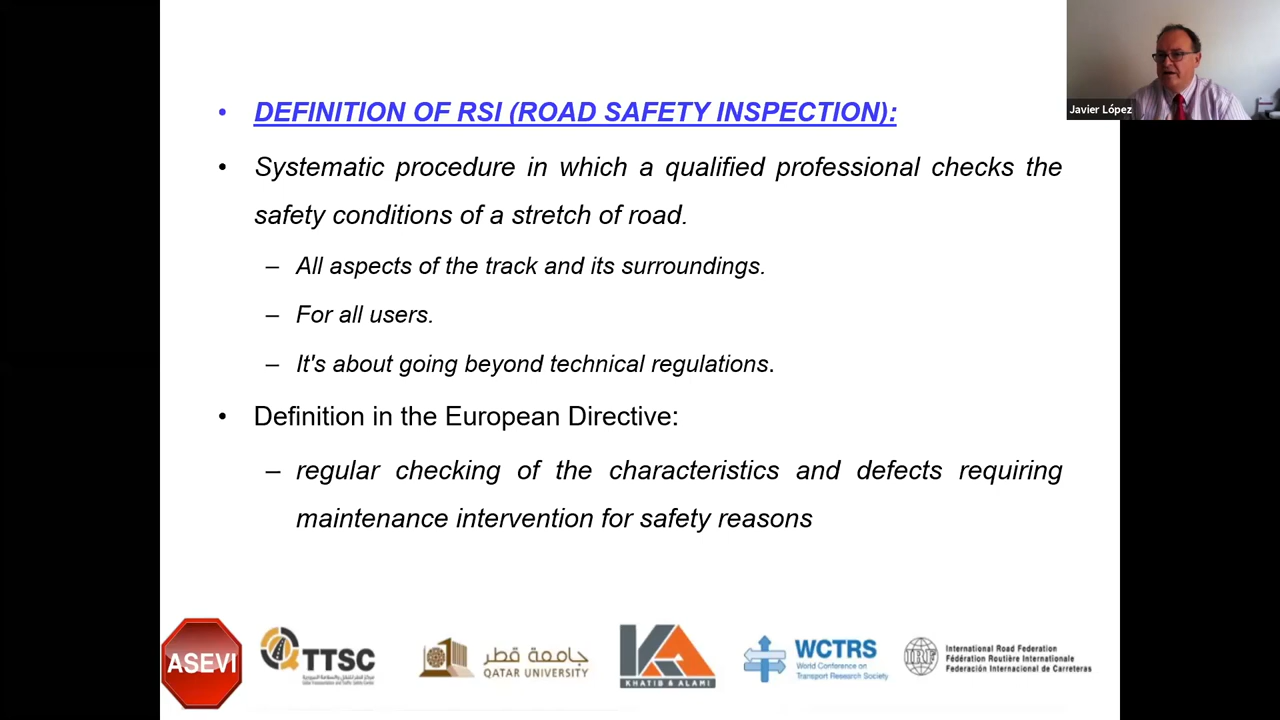 • DEFINITION OF RSI (ROAD SAFETY INSPECTION):
Javier López
• Systematic procedure in which a qualified professional checks the
safety conditions of a stretch of road.
– All aspects of the track and its surroundings.
– For all users.
– It's about going beyond technical regulations.
• Definition in the European Directive:
– regular checking of the characteristics and defects requiring
maintenance intervention for safety reasons
ASEVI
TTSC
جامعة قطر
QATAR UNIVERSITY
KA
KHATIB & ALAMI
WCTRS
World Conference on
Transport Research Society
IRF
International Road Federation
Fédération Routière Internationale
Federación Internacional de Carreteras